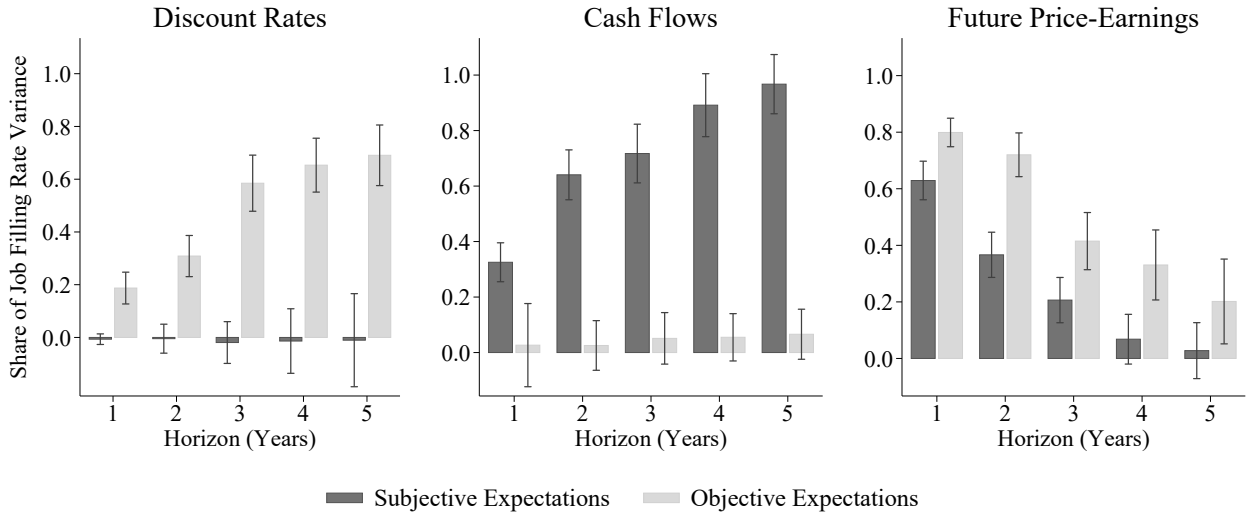 Discount Rates
Cash Flows
Future Price-Earnings
Share of Job Filling Rate Variance
1.0
0.8
0.6
0.4
0.2
0.0
1 2 3 4 5
Horizon (Years)
1.0
0.8
0.6
0.4
0.2
0.0
1 2 3 4 5
Horizon (Years)
1.0
0.8
0.6
0.4
0.2
0.0
1 2 3 4 5
Horizon (Years)
Subjective Expectations
Objective Expectations